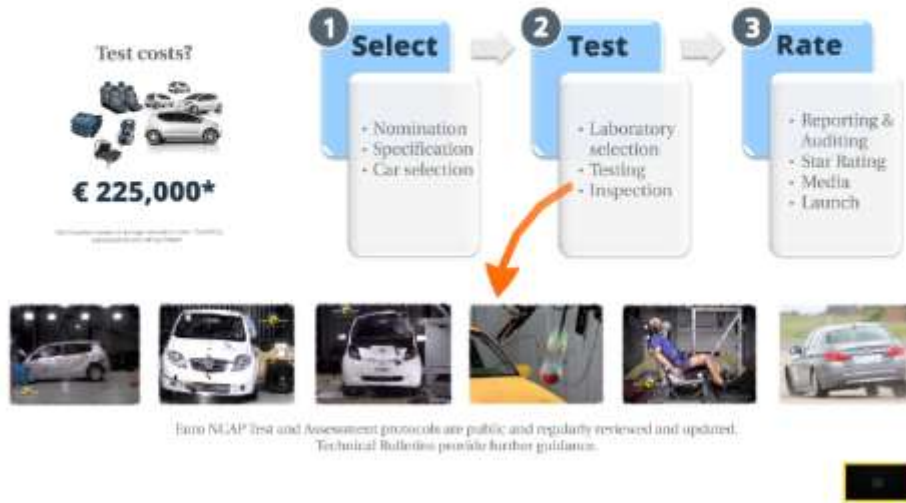 Test costs?
€ 225,000*
1
Select
• Nomination
• Specification
• Car selection
2
Test
• Laboratory
selection
• Testing
• Inspection
3
Rate
• Reporting &
Auditing
• Star Rating
• Media
• Launch
Euro NCAP Test and Assessment protocols are public and regularly reviewed and updated.
Technical Bulletins provide further guidance.